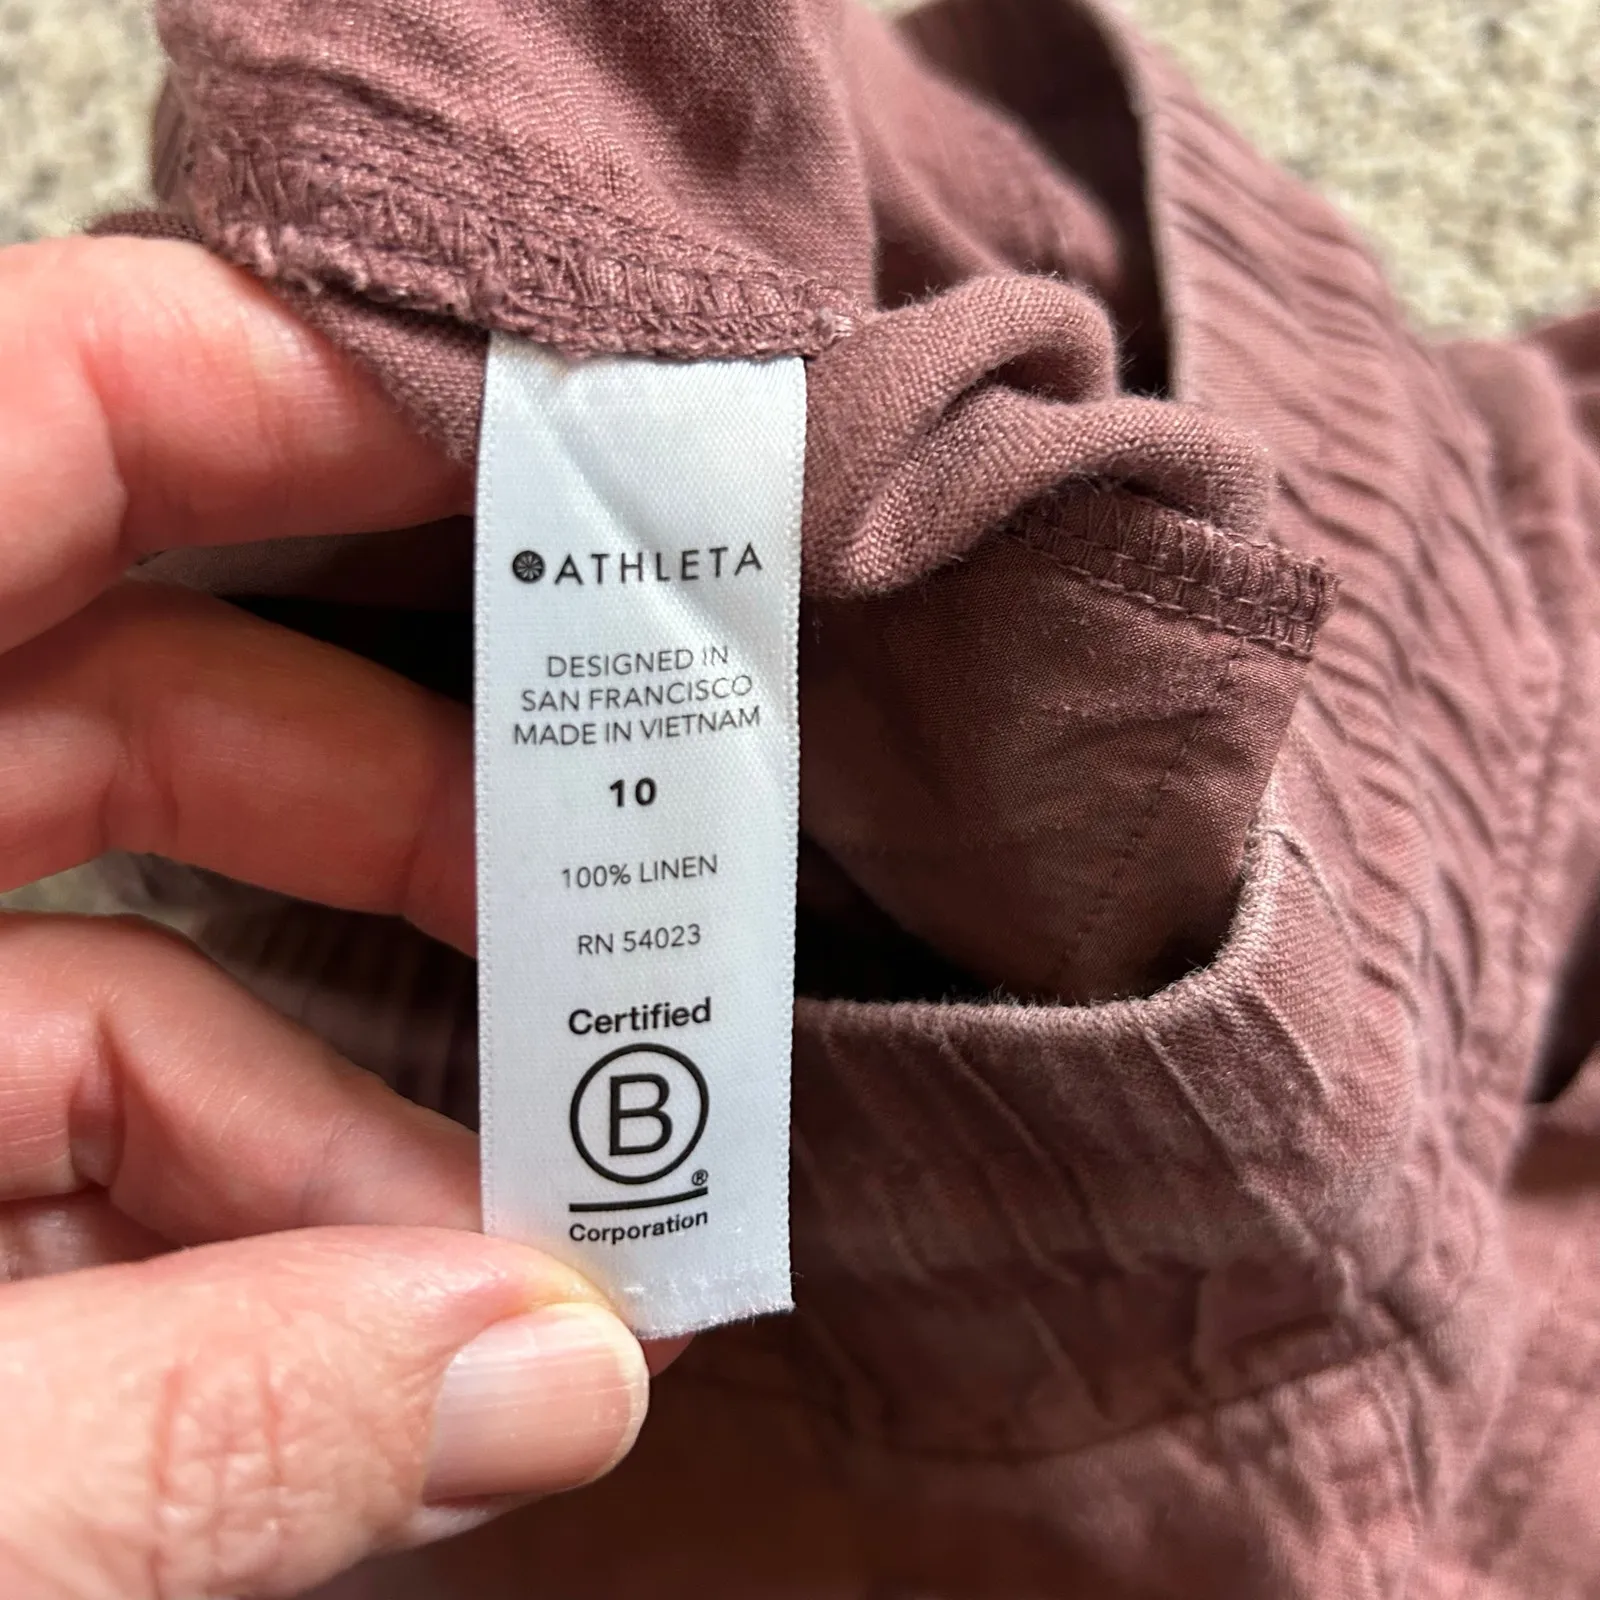 ATHLETA
DESIGNED IN
SAN FRANCISCO
MADE IN VIETNAM
10
100% LINEN
RN 54023
Certified
B
®
Corporation